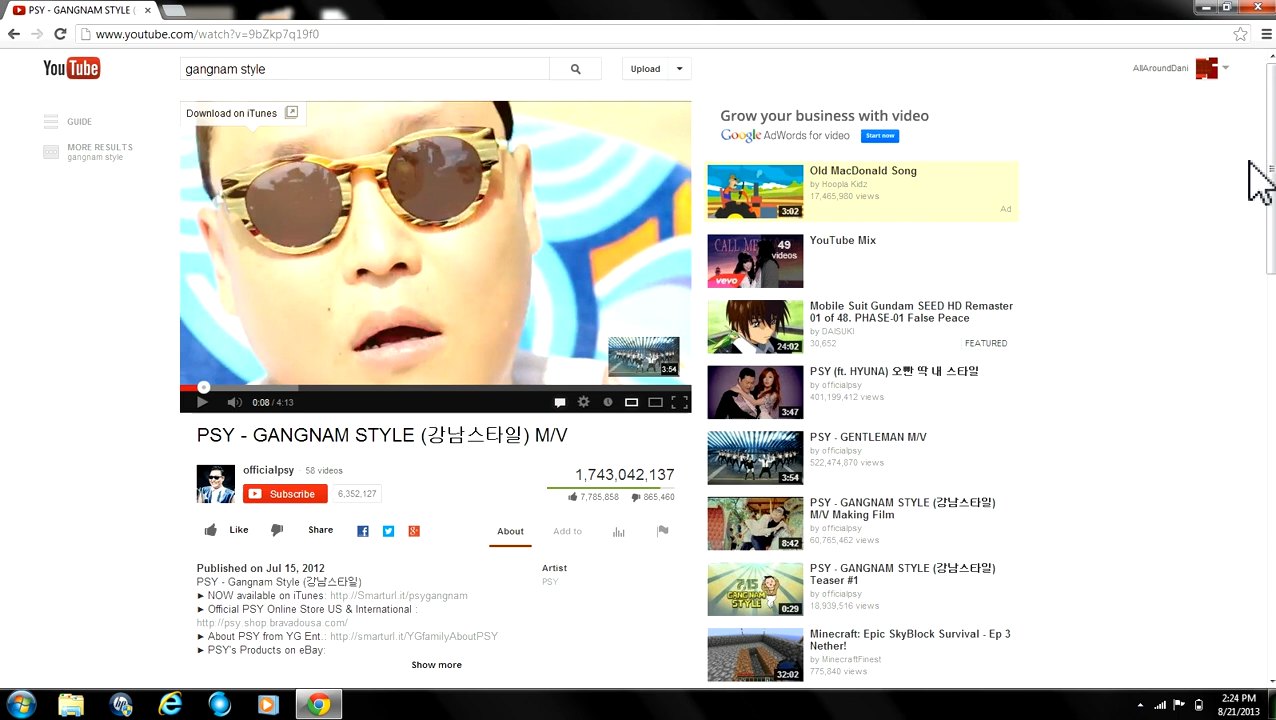 PSY - GANGNAM STYLE (
www.youtube.com/watch?v=9bZkp7q19f0
YouTube
gangnam style
Upload
AllAroundDani
GUIDE
MORE RESULTS
gangnam style
Download on iTunes
3:54
0:08 / 4:13
PSY - GANGNAM STYLE (강남스타일) M/V
officialpsy · 58 videos
Subscribe
6,352,127
1,743,042,137
7,785,858
865,460
Like
Share
About
Add to
Published on Jul 15, 2012
PSY - Gangnam Style (강남스타일)
► NOW available on iTunes: http://Smarturl.it/psygangnam
► Official PSY Online Store US & International :
http://psy.shop.bravadousa.com/
► About PSY from YG Ent.: http://smarturl.it/YGfamilyAboutPSY
► PSY's Products on eBay:
Artist
PSY
Show more
Grow your business with video
Google AdWords for video
Start now
3:02
Old MacDonald Song
by Hoopla Kidz
17,465,980 views
Ad
CALL ME
49
videos
vevo
YouTube Mix
24:02
Mobile Suit Gundam SEED HD Remaster
01 of 48. PHASE-01 False Peace
by DAISUKI
30,652
FEATURED
3:47
PSY (ft. HYUNA) 오빤 딱 내 스타일
by officialpsy
401,199,412 views
3:54
PSY - GENTLEMAN M/V
by officialpsy
522,474,870 views
8:42
PSY - GANGNAM STYLE (강남스타일)
M/V Making Film
by officialpsy
60,765,462 views
7.15
GANGNAM
STYLE
0:29
PSY - GANGNAM STYLE (강남스타일)
Teaser #1
by officialpsy
18,939,516 views
32:02
Minecraft: Epic SkyBlock Survival - Ep 3
Nether!
by MinecraftFinest
775,840 views
2:24 PM
8/21/2013